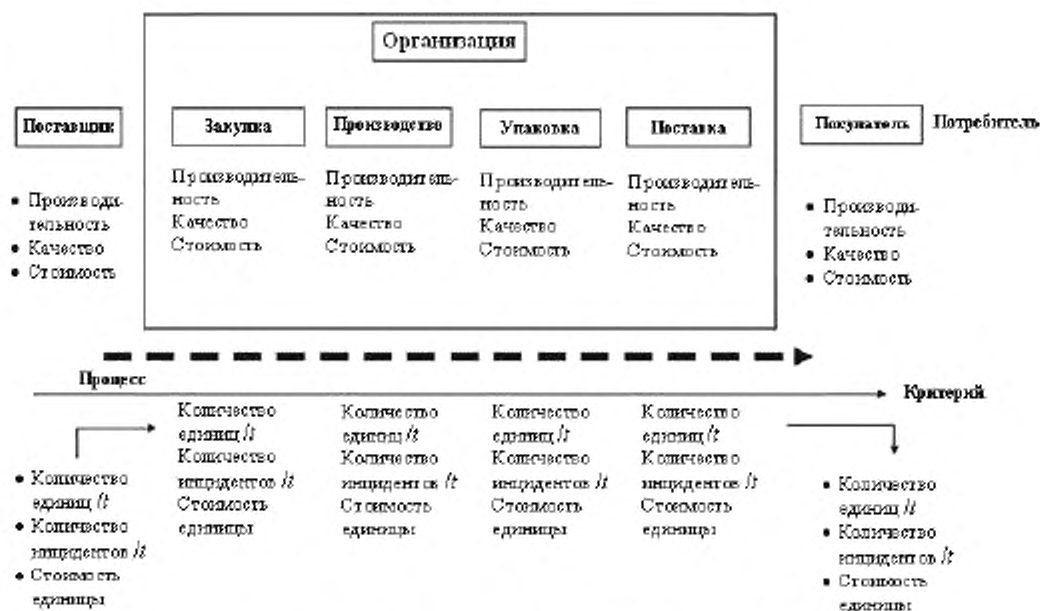 Организация
Поставщик
Закупка
Производство
Упаковка
Поставка
Покупатель
Потребитель
• Производи-
тельность
• Качество
• Стоимость
Производитель-
ность
Качество
Стоимость
Производитель-
ность
Качество
Стоимость
Производитель-
ность
Качество
Стоимость
Производитель-
ность
Качество
Стоимость
• Производи-
тельность
• Качество
• Стоимость
Процесс
Критерий
• Количество
единиц /t
• Количество
инцидентов /t
• Стоимость
единицы
Количество
единиц /t
Количество
инцидентов /t
Стоимость
единицы
Количество
единиц /t
Количество
инцидентов /t
Стоимость
единицы
Количество
единиц /t
Количество
инцидентов /t
Стоимость
единицы
Количество
единиц /t
Количество
инцидентов /t
Стоимость
единицы
• Количество
единиц /t
• Количество
инцидентов /t
• Стоимость
единицы